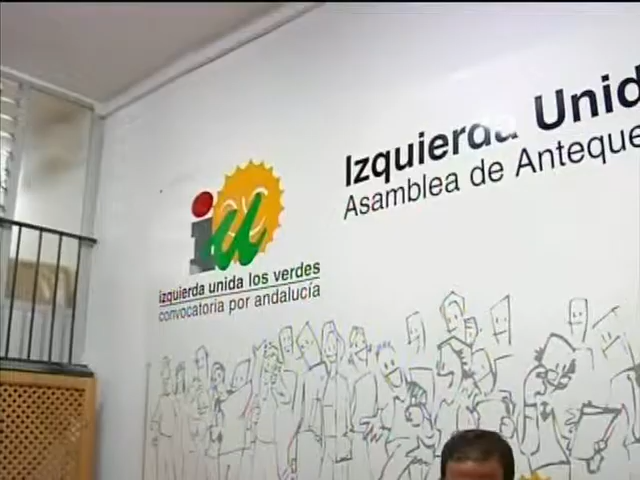 Izquierda Unid
Asamblea de Anteque
iu
izquierda unida los verdes
convocatoria por andalucía